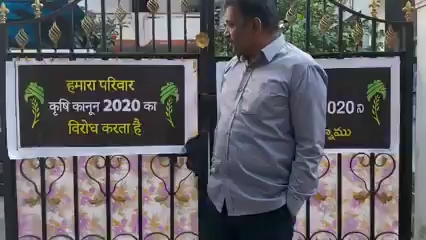 हमारा परिवार
कृषि कानून 2020 का
विरोध करता है
2020 ని
న్నాము